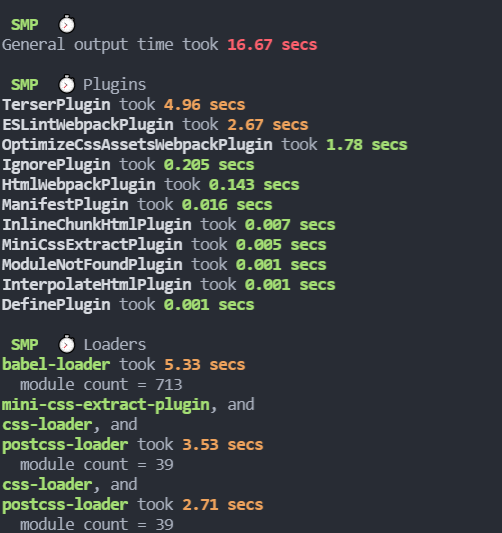 SMP ⏱
General output time took 16.67 secs
SMP ⏱ Plugins
TerserPlugin took 4.96 secs
ESLintWebpackPlugin took 2.67 secs
OptimizeCssAssetsWebpackPlugin took 1.78 secs
IgnorePlugin took 0.205 secs
HtmlWebpackPlugin took 0.143 secs
ManifestPlugin took 0.016 secs
InlineChunkHtmlPlugin took 0.007 secs
MiniCssExtractPlugin took 0.005 secs
ModuleNotFoundPlugin took 0.001 secs
InterpolateHtmlPlugin took 0.001 secs
DefinePlugin took 0.001 secs
SMP ⏱ Loaders
babel-loader took 5.33 secs
module count = 713
mini-css-extract-plugin, and
css-loader, and
postcss-loader took 3.53 secs
module count = 39
css-loader, and
postcss-loader took 2.71 secs
module count = 39